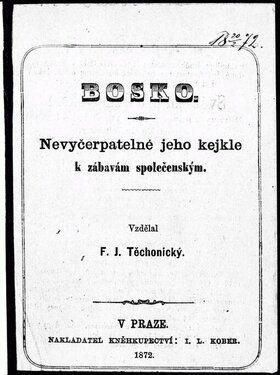 BOSKO.
Nevyčerpatelné jeho kejkle
k zábavám společenským.
Vzdělal
F. J. Těchonický.
V PRAZE.
NAKLADATEL KNĚHKUPECTVÍ: I. L. KOBER.
1872.